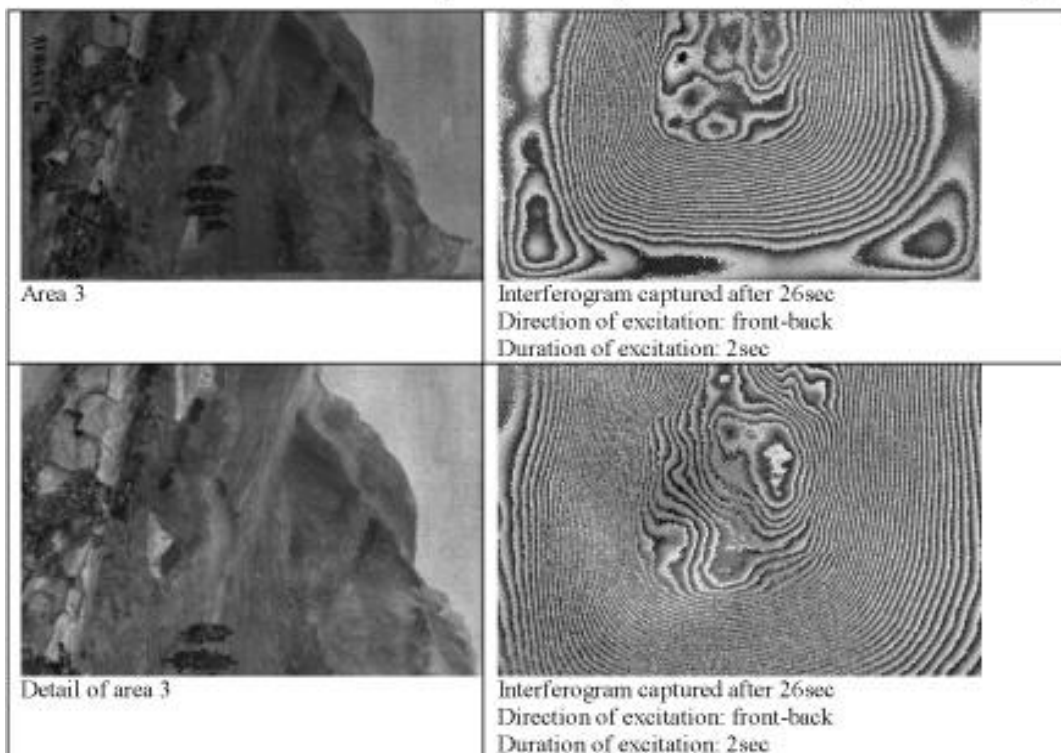 Area 3
Interferogram captured after 26sec
Direction of excitation: front-back
Duration of excitation: 2sec
Detail of area 3
Interferogram captured after 26sec
Direction of excitation: front-back
Duration of excitation: 2sec